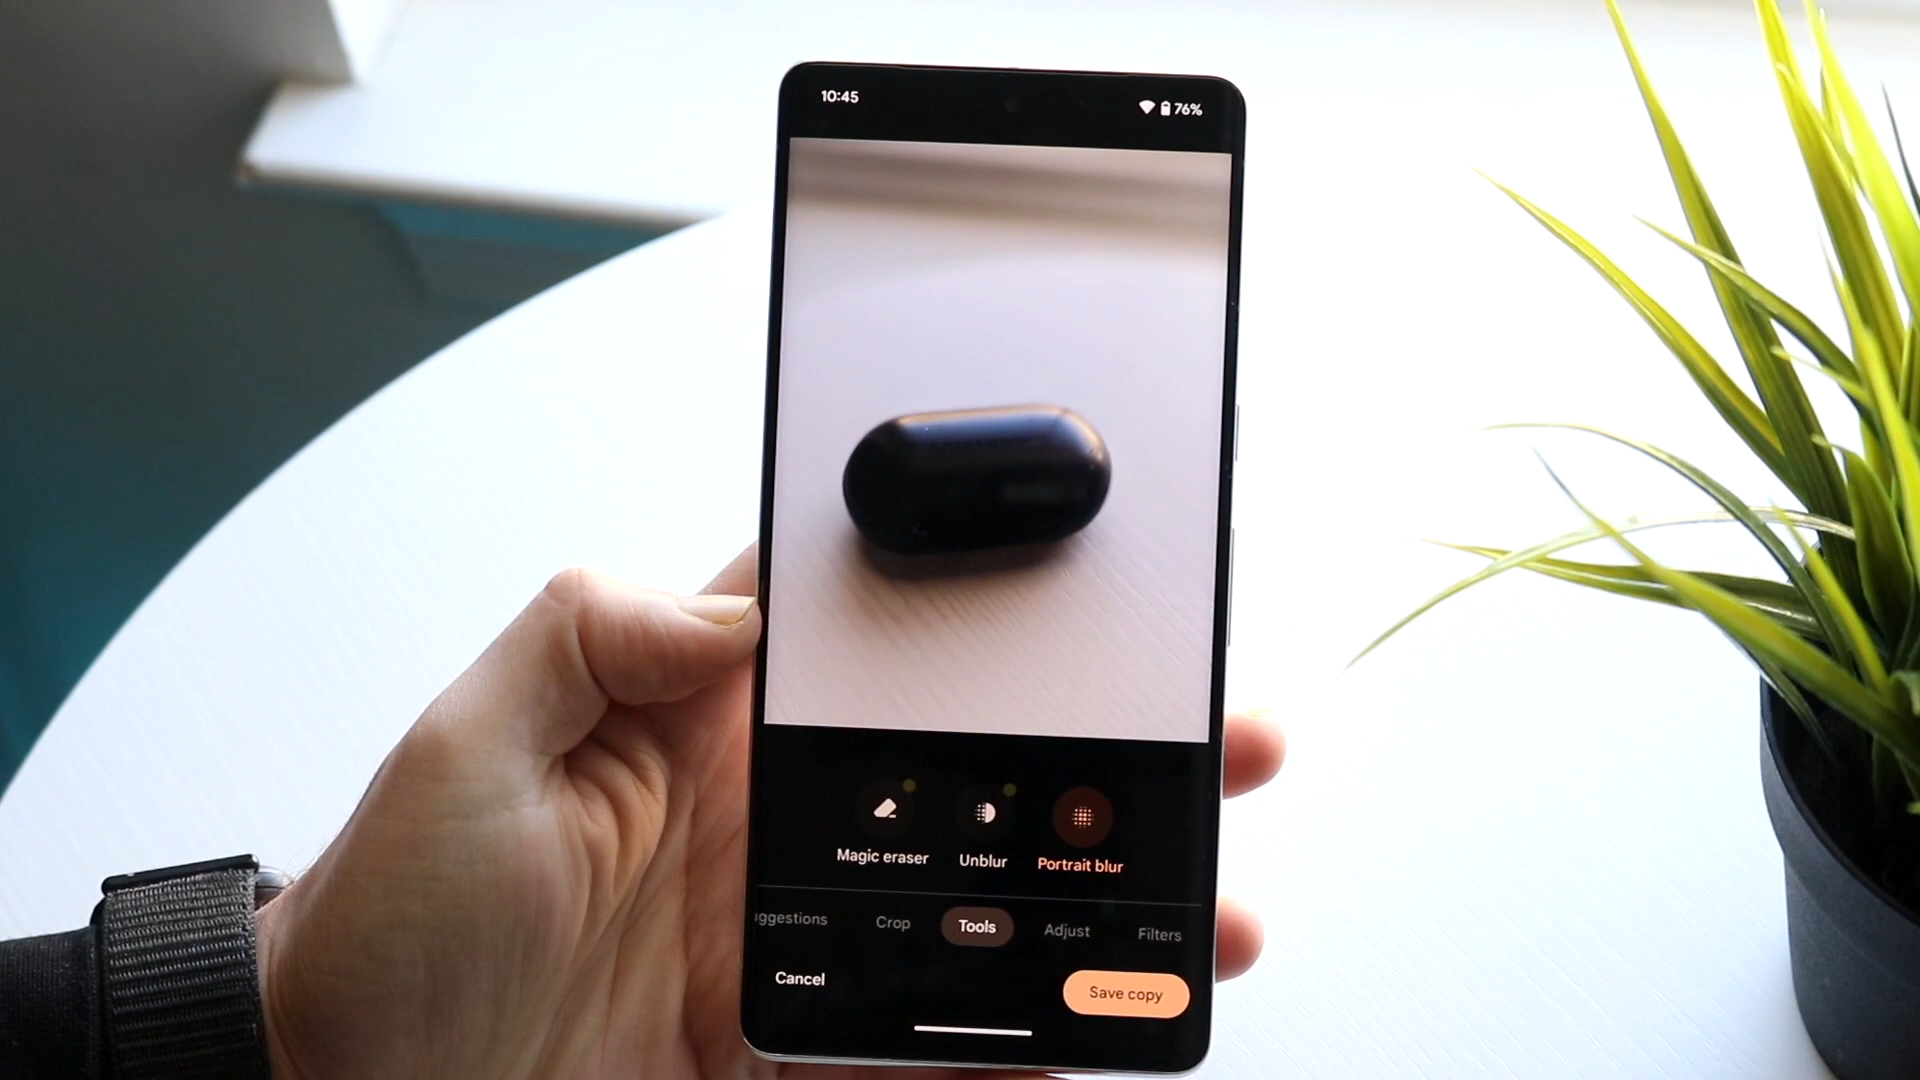 10:45
76%
Magic eraser
Unblur
Portrait blur
ggestions
Crop
Tools
Adjust
Filters
Cancel
Save copy